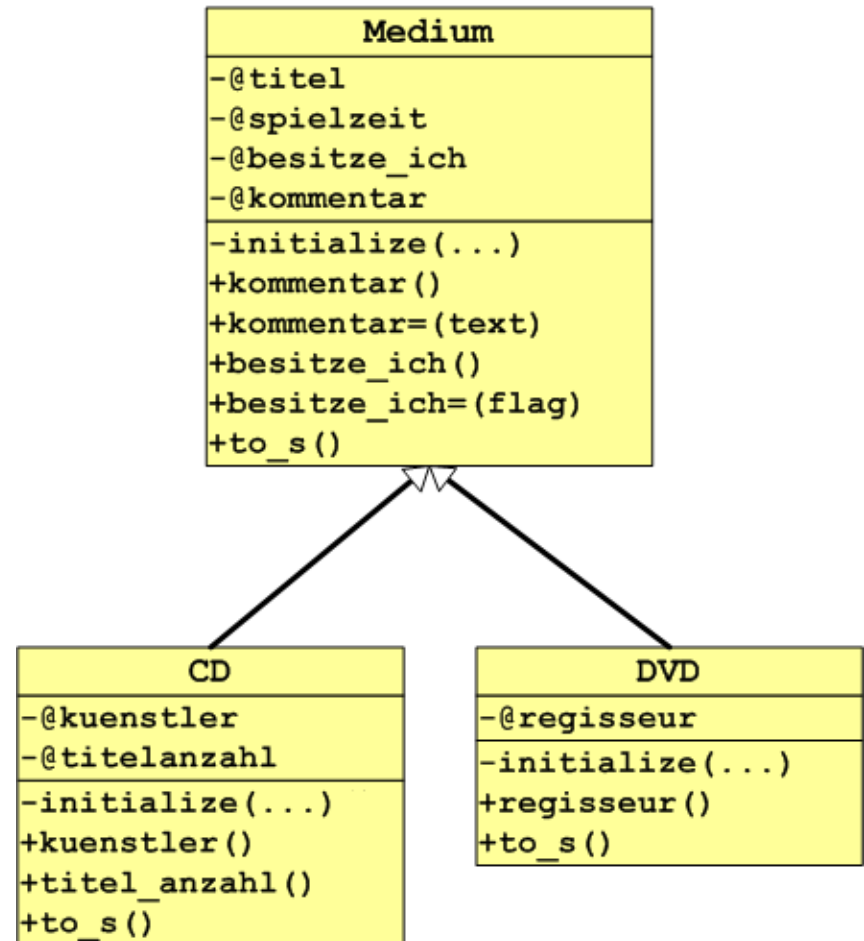 Medium
-@titel
-@spielzeit
-@besitze_ich
-@kommentar
-initialize(...)
+kommentar()
+kommentar=(text)
+besitze_ich()
+besitze_ich=(flag)
+to_s()
CD
-@kuenstler
-@titelanzahl
-initialize(...)
+kuenstler()
+titel_anzahl()
+to_s()
DVD
-@regisseur
-initialize(...)
+regisseur()
+to_s()